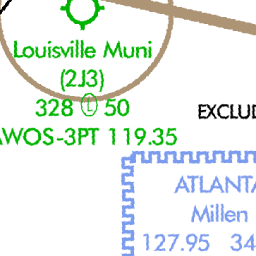 Louisville Muni
(2J3)
328 Ⓛ 50
AWOS-3PT 119.35
EXCLUD
ATLANTA
Millen
127.95 34